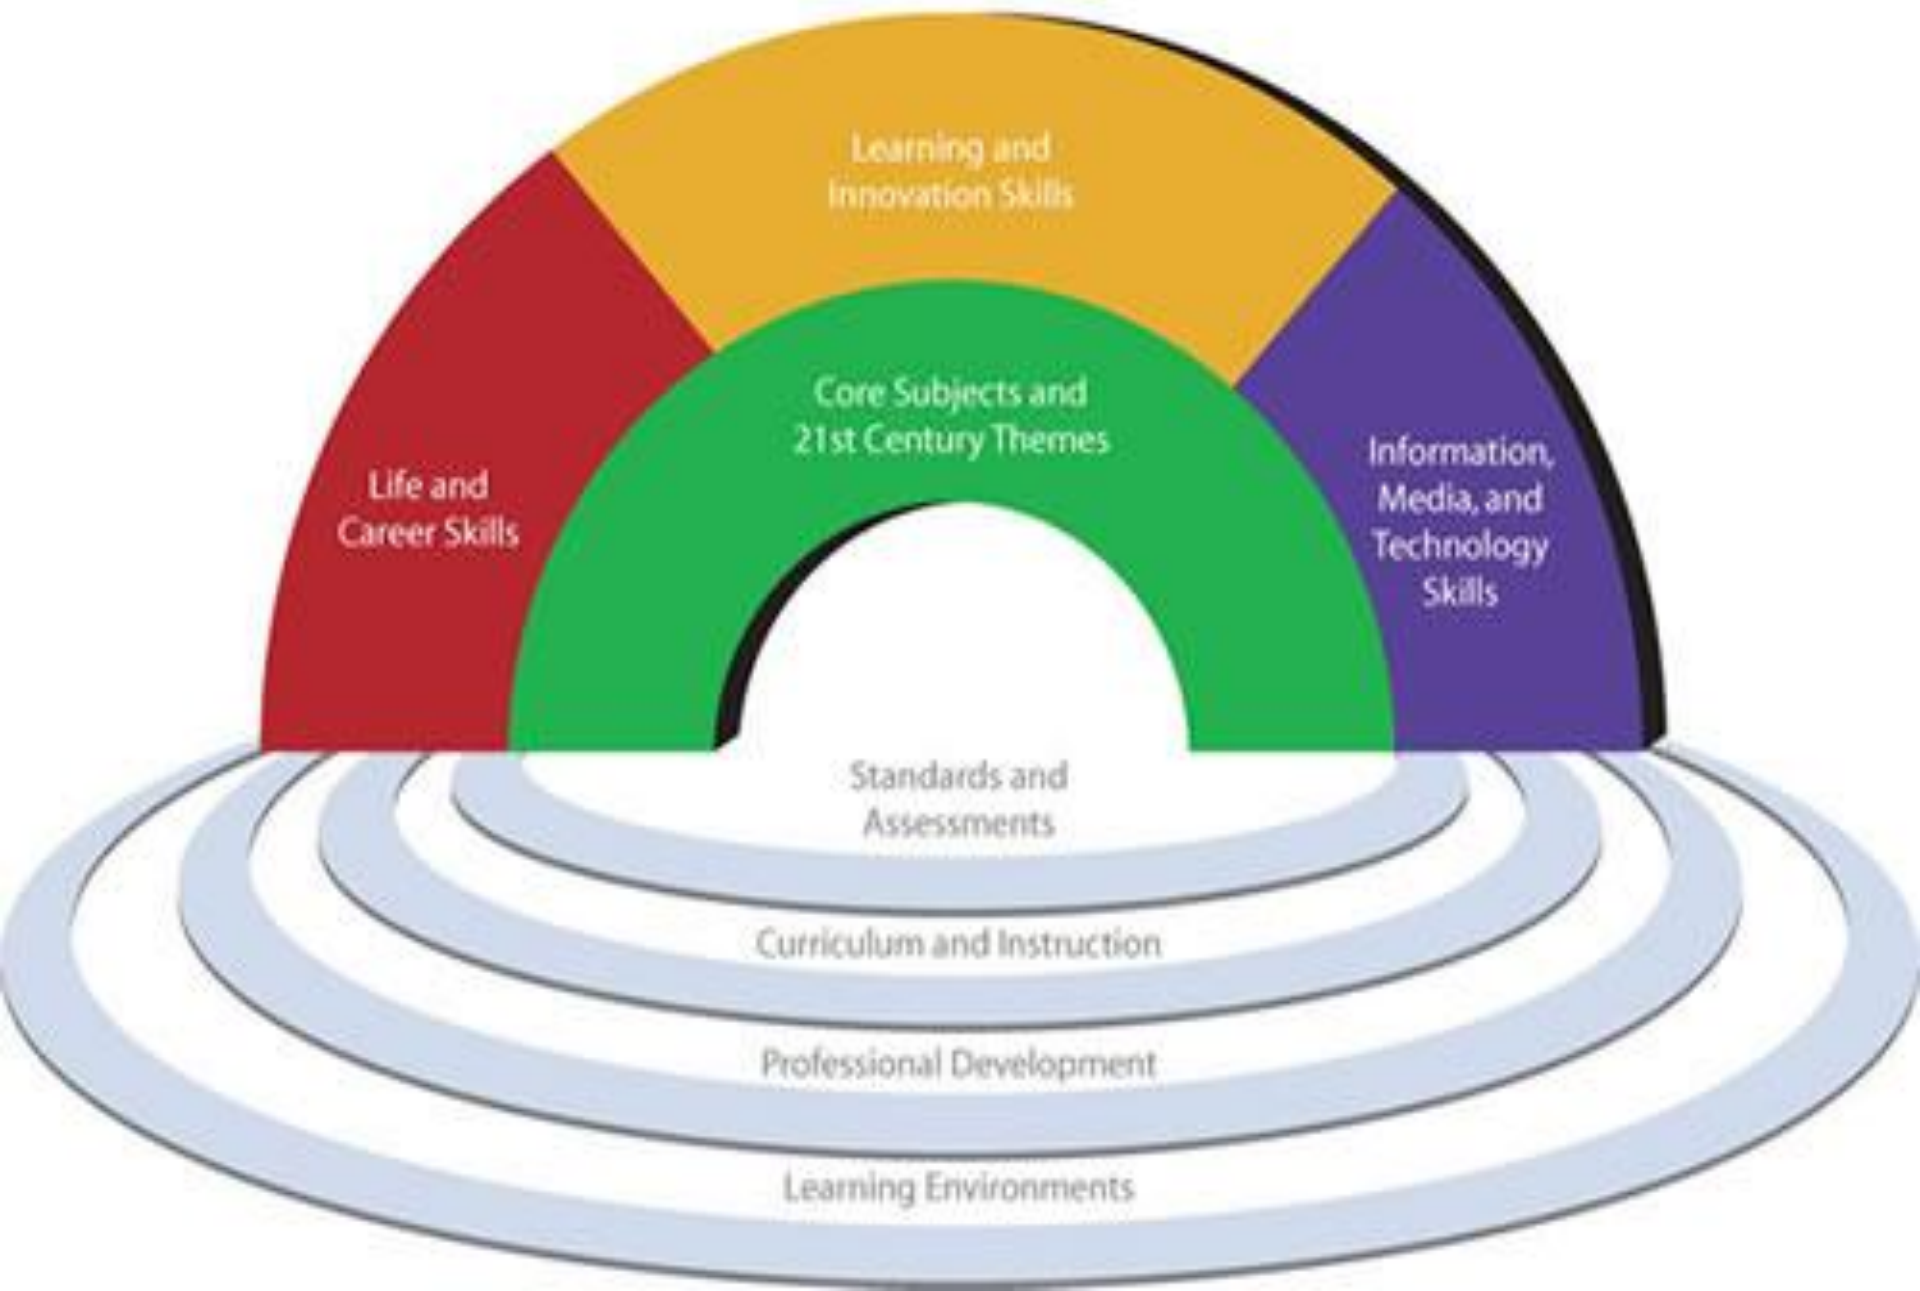 Learning and
Innovation Skills
Core Subjects and
21st Century Themes
Life and
Career Skills
Information,
Media, and
Technology
Skills
Standards and
Assessments
Curriculum and Instruction
Professional Development
Learning Environments